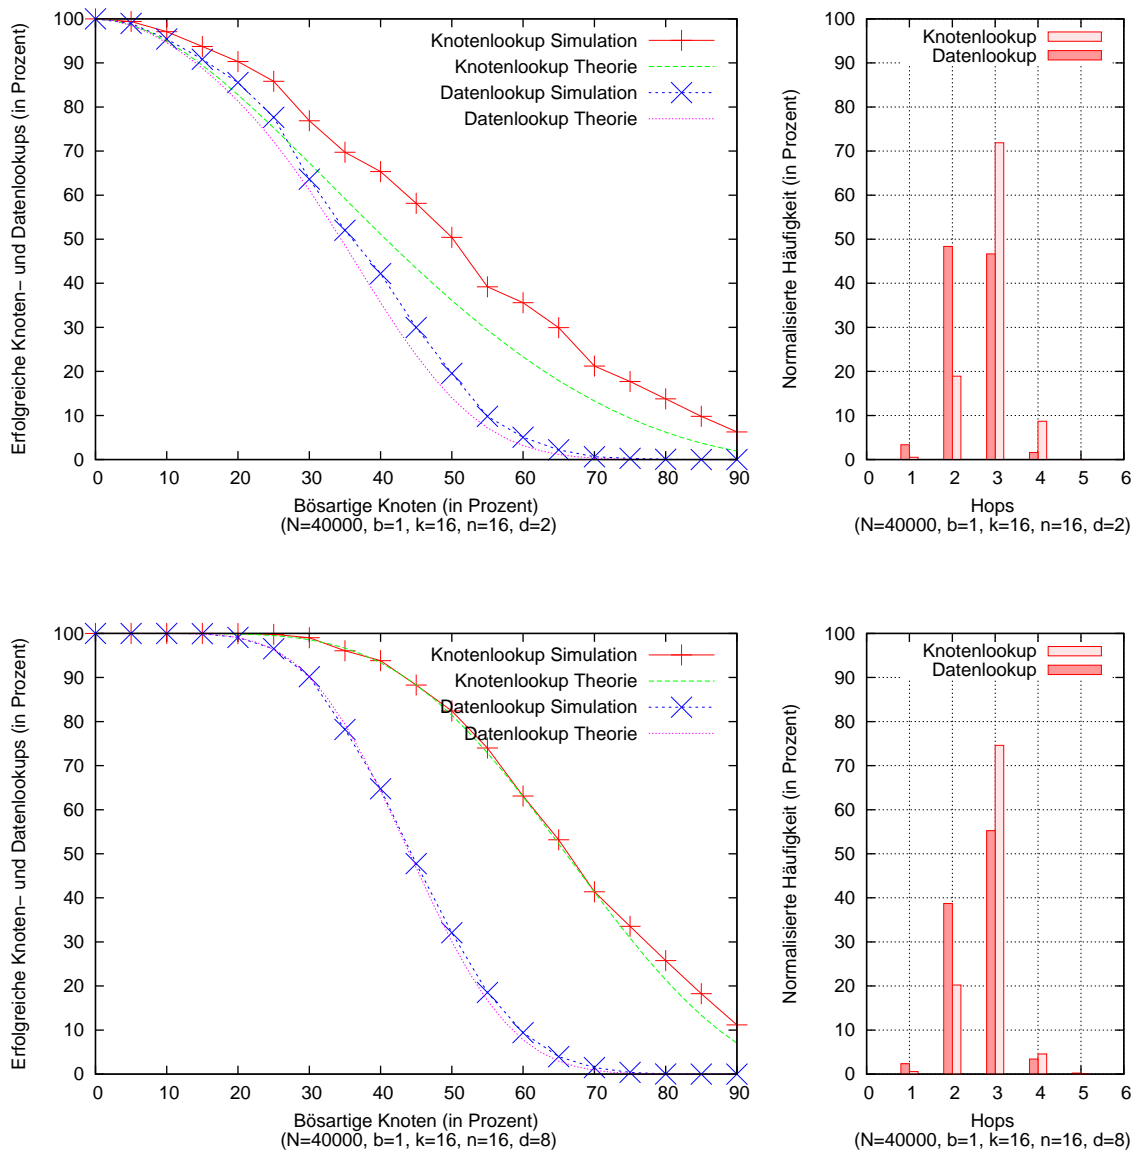 100
90
80
70
60
50
40
30
20
10
0
0 10 20 30 40 50 60 70 80 90
Erfolgreiche Knoten− und Datenlookups (in Prozent)
Bösartige Knoten (in Prozent)
(N=40000, b=1, k=16, n=16, d=2)
Knotenlookup Simulation
Knotenlookup Theorie
Datenlookup Simulation
Datenlookup Theorie
100
90
80
70
60
50
40
30
20
10
0
0 1 2 3 4 5 6
Normalisierte Häufigkeit (in Prozent)
Hops
(N=40000, b=1, k=16, n=16, d=2)
Knotenlookup
Datenlookup
100
90
80
70
60
50
40
30
20
10
0
0 10 20 30 40 50 60 70 80 90
Erfolgreiche Knoten− und Datenlookups (in Prozent)
Bösartige Knoten (in Prozent)
(N=40000, b=1, k=16, n=16, d=8)
Knotenlookup Simulation
Knotenlookup Theorie
Datenlookup Simulation
Datenlookup Theorie
100
90
80
70
60
50
40
30
20
10
0
0 1 2 3 4 5 6
Normalisierte Häufigkeit (in Prozent)
Hops
(N=40000, b=1, k=16, n=16, d=8)
Knotenlookup
Datenlookup